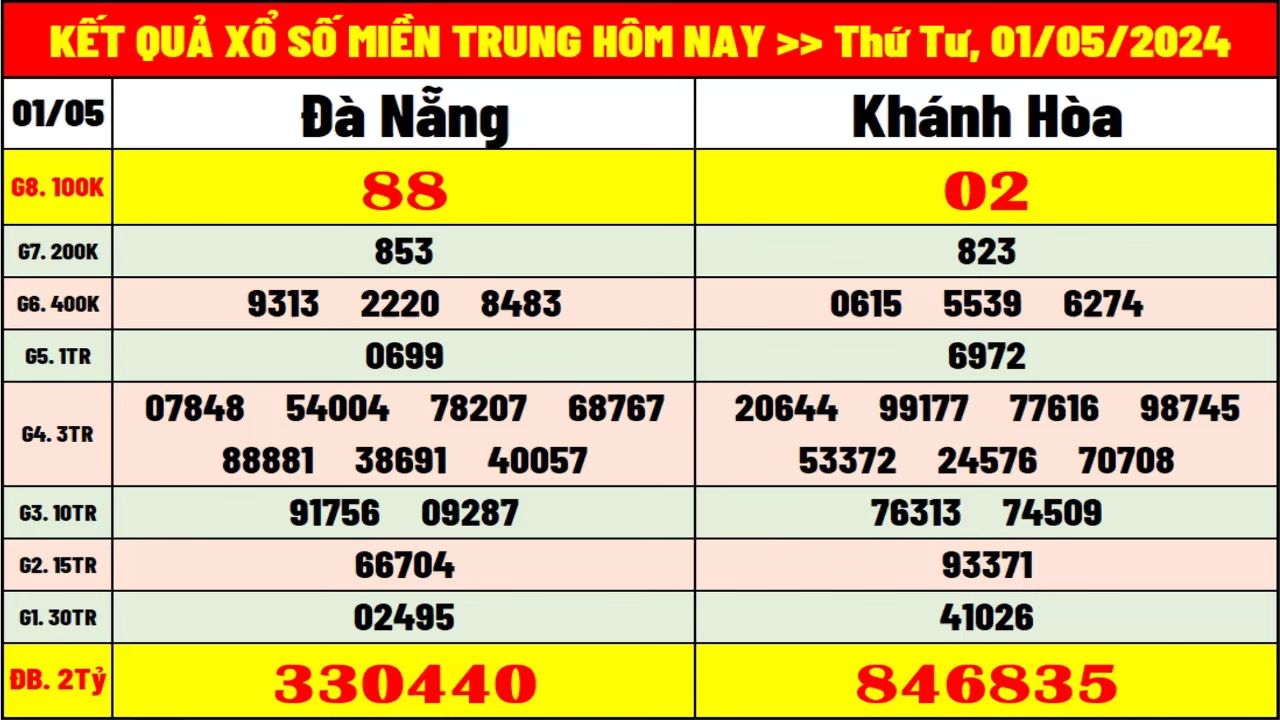 KẾT QUẢ XỔ SỐ MIỀN TRUNG HÔM NAY >> Thứ Tư, 01/05/2024
01/05 Đà Nẵng Khánh Hòa
G8. 100K 88 02
G7. 200K 853 823
G6. 400K 9313 2220 8483 0615 5539 6274
G5. 1TR 0699 6972
G4. 3TR 07848 54004 78207 68767 20644 99177 77616 98745
88881 38691 40057 53372 24576 70708
G3. 10TR 91756 09287 76313 74509
G2. 15TR 66704 93371
G1. 30TR 02495 41026
ĐB. 2Tỷ 330440 846835